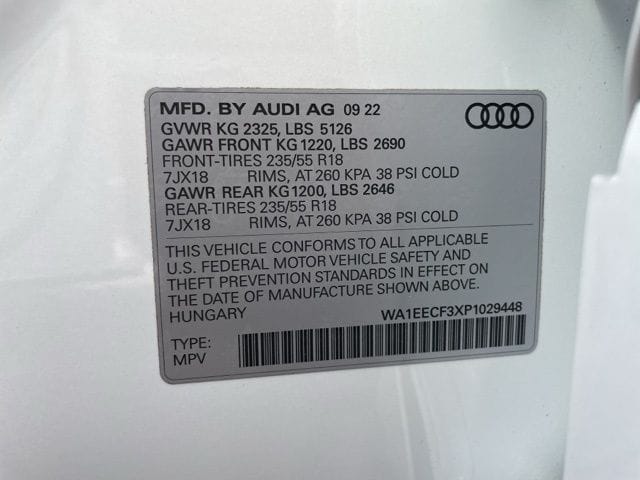 MFD. BY AUDI AG 09 22
GVWR KG 2325, LBS 5126
GAWR FRONT KG 1220, LBS 2690
FRONT-TIRES 235/55 R18
7JX18 RIMS, AT 260 KPA 38 PSI COLD
GAWR REAR KG 1200, LBS 2646
REAR-TIRES 235/55 R18
7JX18 RIMS, AT 260 KPA 38 PSI COLD
THIS VEHICLE CONFORMS TO ALL APPLICABLE
U.S. FEDERAL MOTOR VEHICLE SAFETY AND
THEFT PREVENTION STANDARDS IN EFFECT ON
THE DATE OF MANUFACTURE SHOWN ABOVE.
HUNGARY WA1EECF3XP1029448
TYPE:
MPV